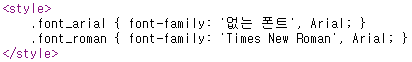 <style>
.font_arial { font-family: '없는 폰트', Arial; }
.font_roman { font-family: 'Times New Roman', Arial; }
</style>